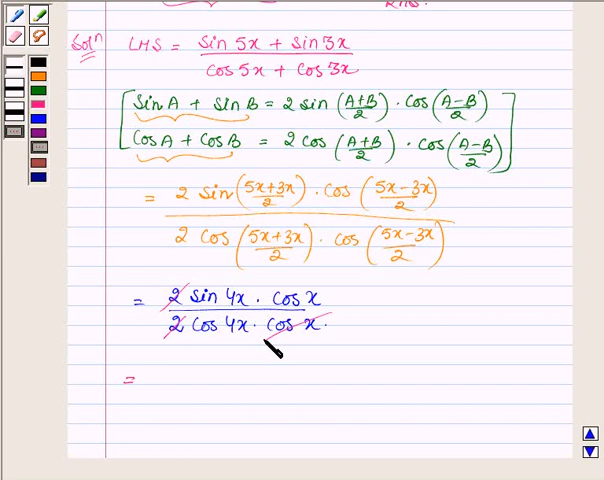 RHS.
Solⁿ LHS = (sin 5x + sin 3x) / (cos 5x + cos 3x)
[ sin A + sin B = 2 sin ((A+B)/2) · cos ((A−B)/2)
cos A + cos B = 2 cos ((A+B)/2) · cos ((A−B)/2) ]
= 2 sin ((5x+3x)/2) · cos ((5x−3x)/2)
2 cos ((5x+3x)/2) · cos ((5x−3x)/2)
= 2 sin 4x · cos x
2 cos 4x · cos x .
=